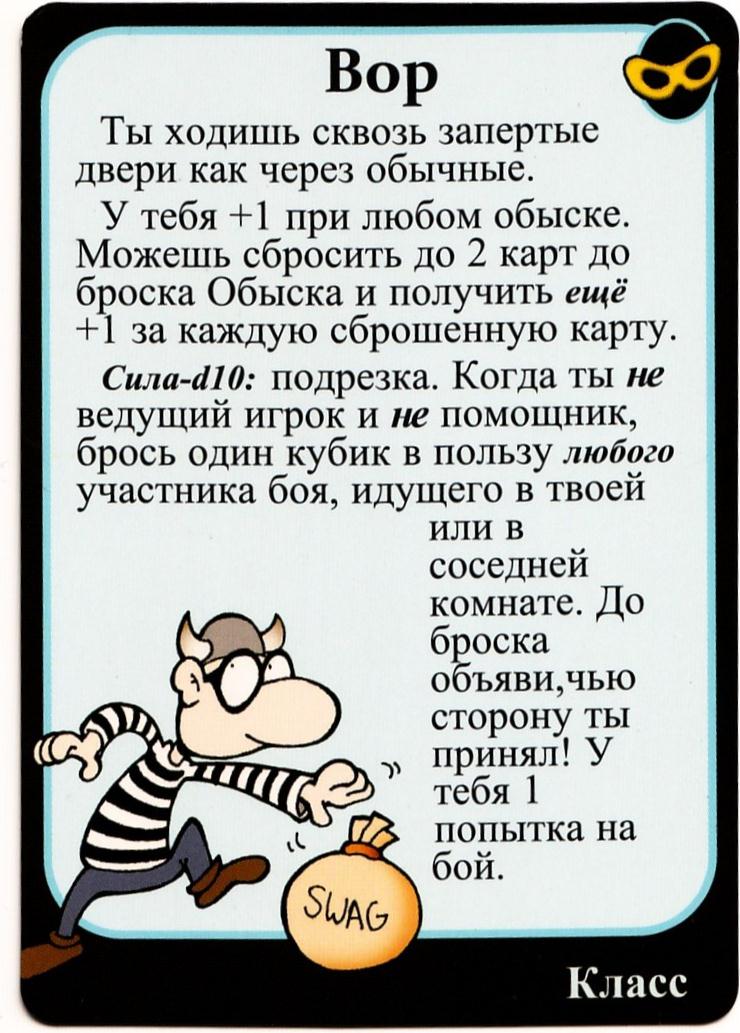 Вор
Ты ходишь сквозь запертые
двери как через обычные.
У тебя +1 при любом обыске.
Можешь сбросить до 2 карт до
броска Обыска и получить ещё
+1 за каждую сброшенную карту.
Сила-d10: подрезка. Когда ты не
ведущий игрок и не помощник,
брось один кубик в пользу любого
участника боя, идущего в твоей
или в
соседней
комнате. До
броска
объяви,чью
сторону ты
принял! У
тебя 1
попытка на
бой.
SWAG
Класс